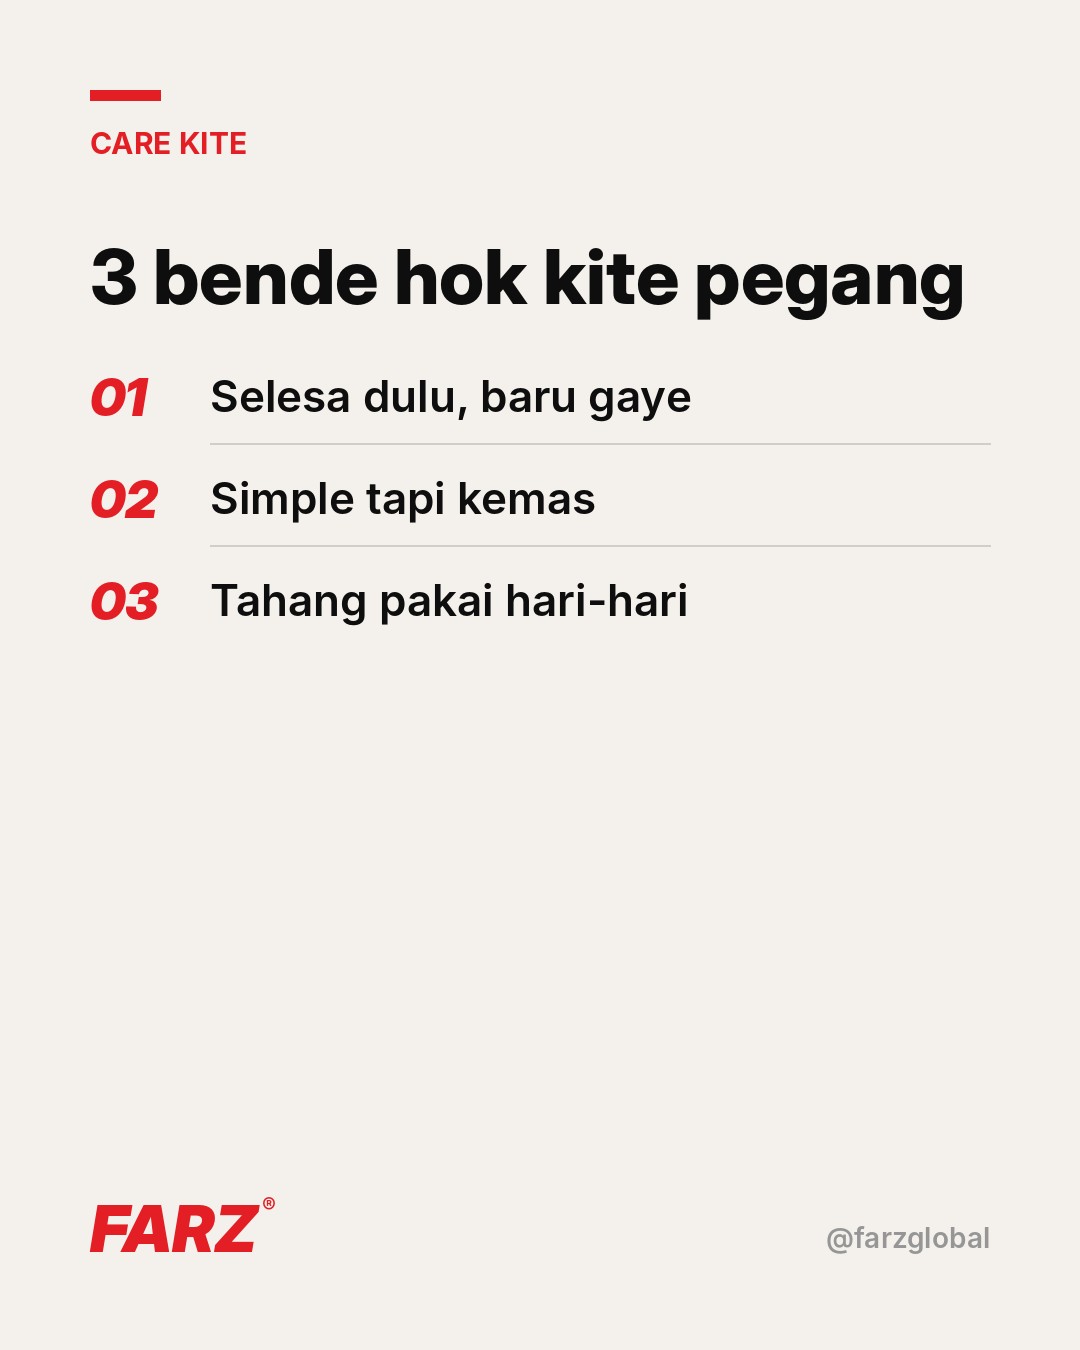 CARE KITE
3 bende hok kite pegang
01 Selesa dulu, baru gaye
02 Simple tapi kemas
03 Tahang pakai hari-hari
FARZ®
@farzglobal